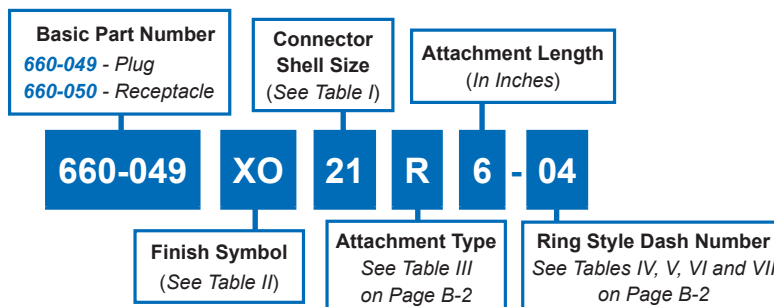 Basic Part Number
660-049 - Plug
660-050 - Receptacle
Connector
Shell Size
(See Table I)
Attachment Length
(In Inches)
660-049 XO 21 R 6 - 04
Finish Symbol
(See Table II)
Attachment Type
See Table III
on Page B-2
Ring Style Dash Number
See Tables IV, V, VI and VII
on Page B-2